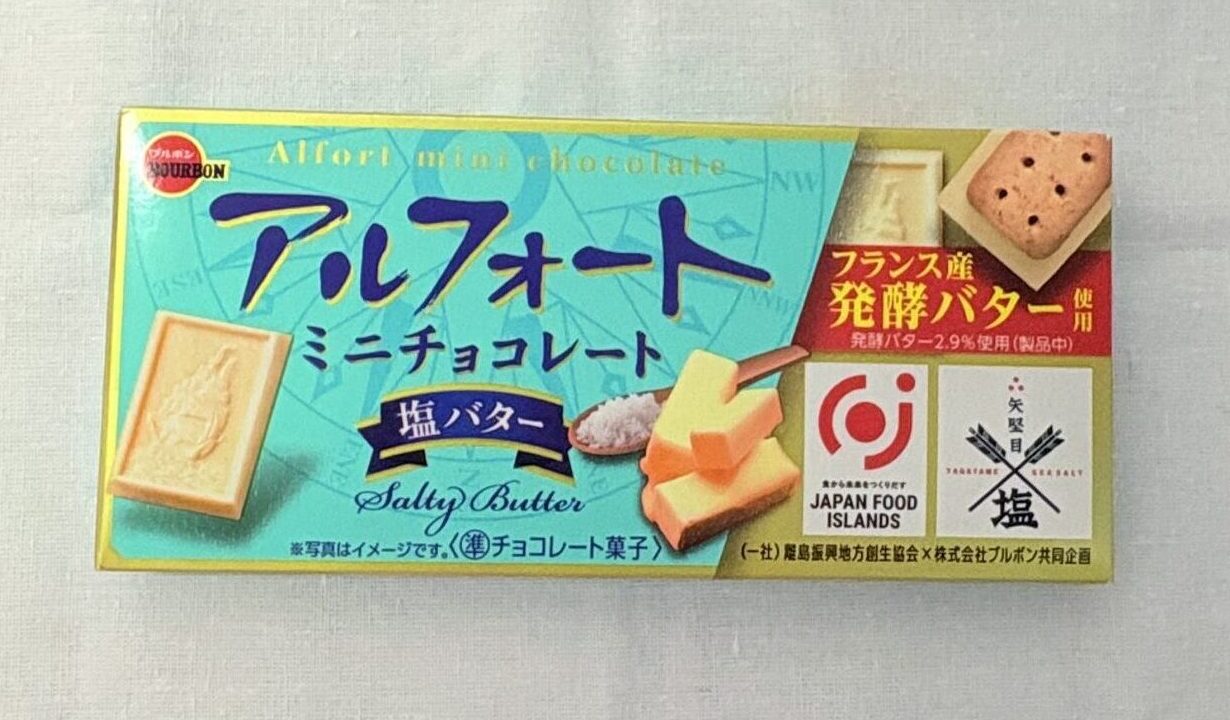 ブルボン
BOURBON
Alfort mini chocolate
アルフォート
ミニチョコレート
塩バター
Salty Butter
※写真はイメージです。〈準チョコレート菓子〉
NW
NNW
フランス産
発酵バター使用
発酵バター2.9%使用(製品中)
食から未来をつくりだす
JAPAN FOOD
ISLANDS
矢堅目
YAGATAME SEA SALT
塩
(一社)離島振興地方創生協会×株式会社ブルボン共同企画